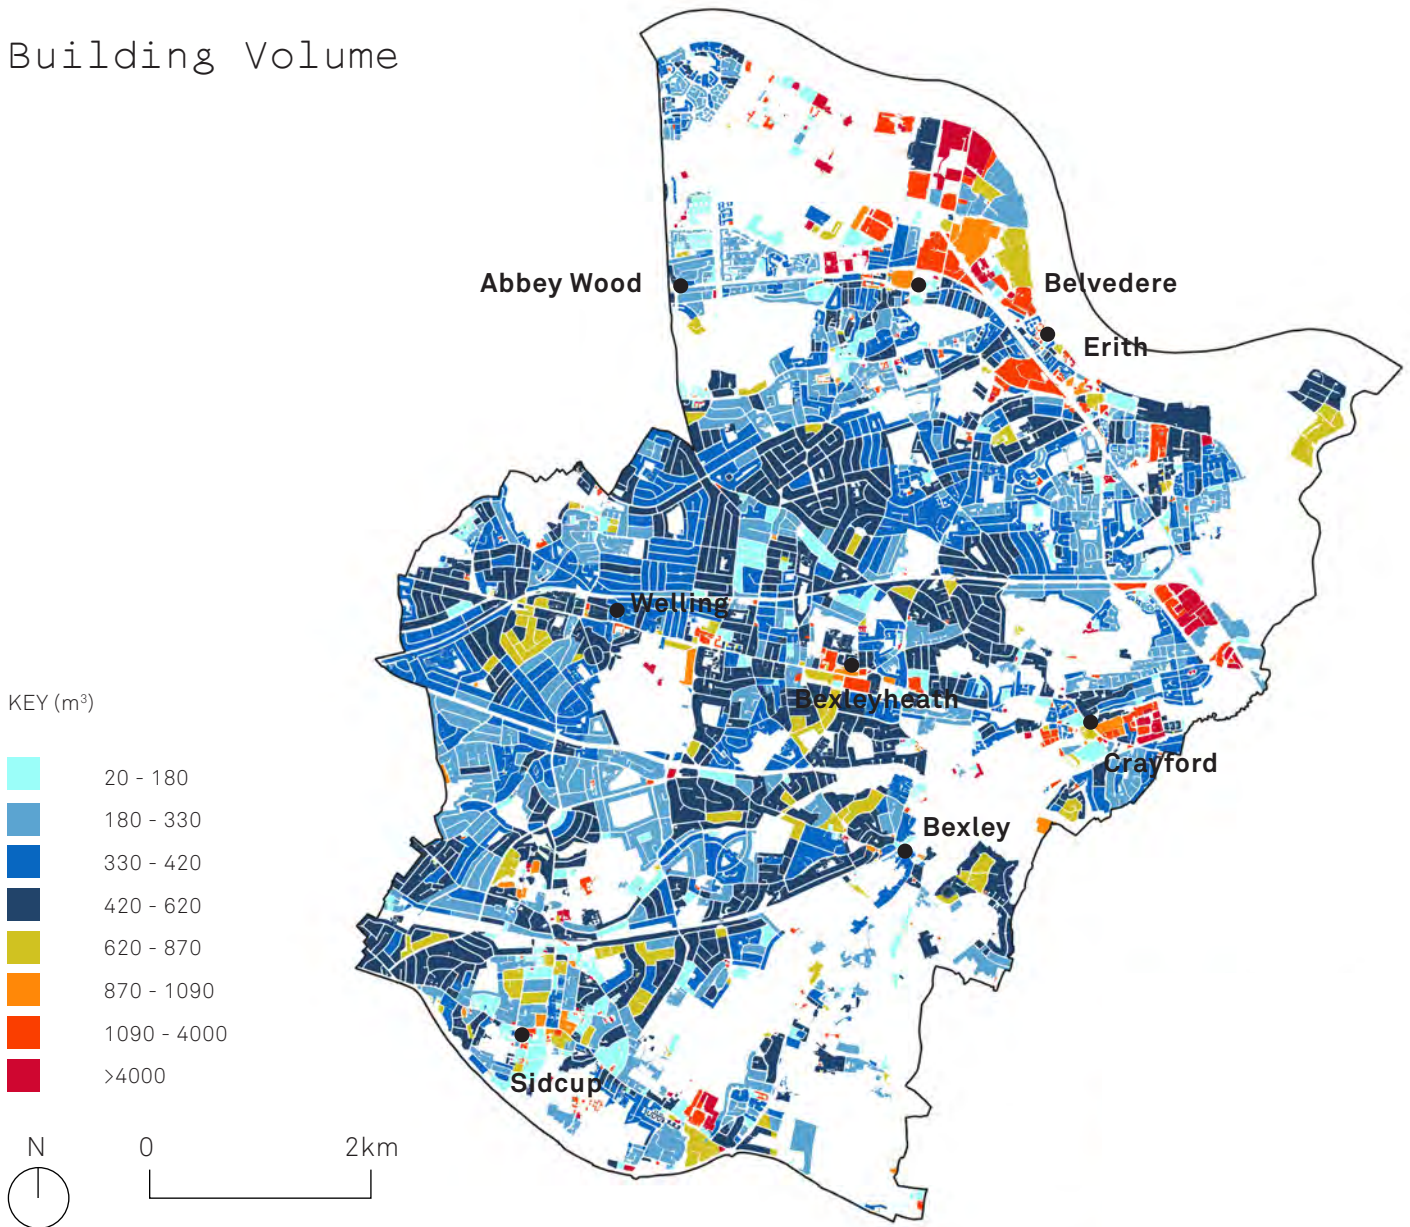 Building Volume
Abbey Wood
Belvedere
Erith
Welling
Bexleyheath
Crayford
Bexley
Sidcup
KEY (m³)
20 - 180
180 - 330
330 - 420
420 - 620
620 - 870
870 - 1090
1090 - 4000
>4000
N 0 2km